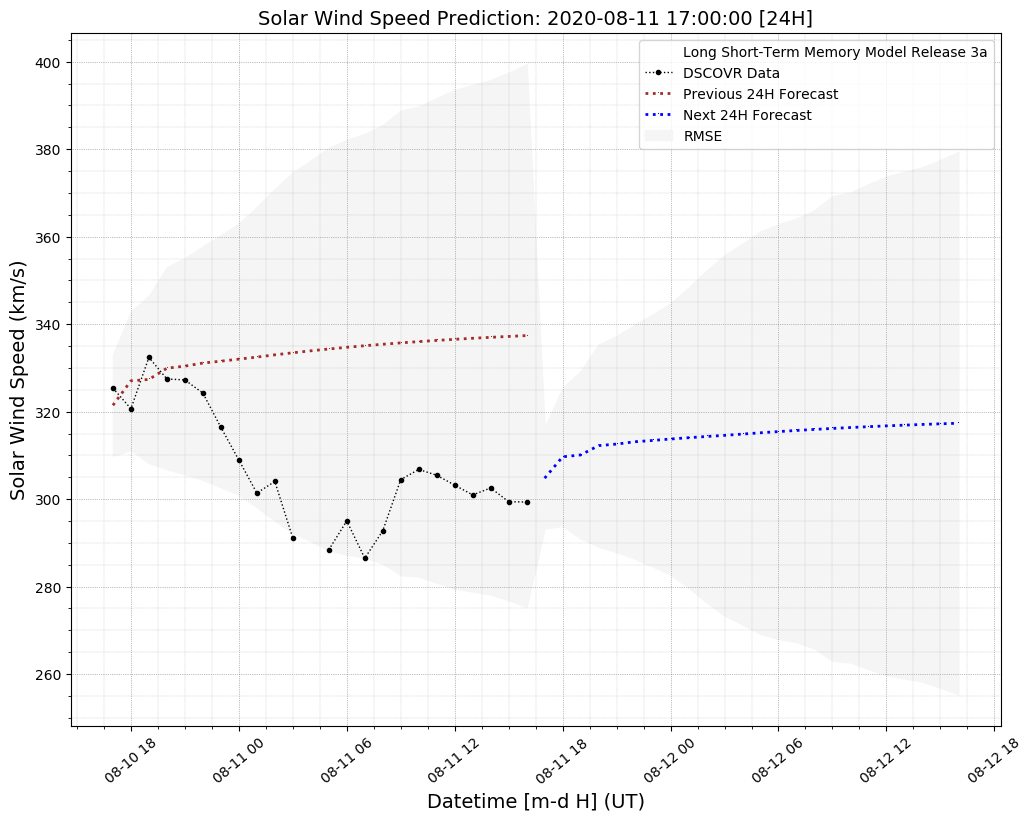 Solar Wind Speed Prediction: 2020-08-11 17:00:00 [24H]
Long Short-Term Memory Model Release 3a
DSCOVR Data
Previous 24H Forecast
Next 24H Forecast
RMSE
Solar Wind Speed (km/s)
400
380
360
340
320
300
280
260
08-10 18
08-11 00
08-11 06
08-11 12
08-11 18
08-12 00
08-12 06
08-12 12
08-12 18
Datetime [m-d H] (UT)